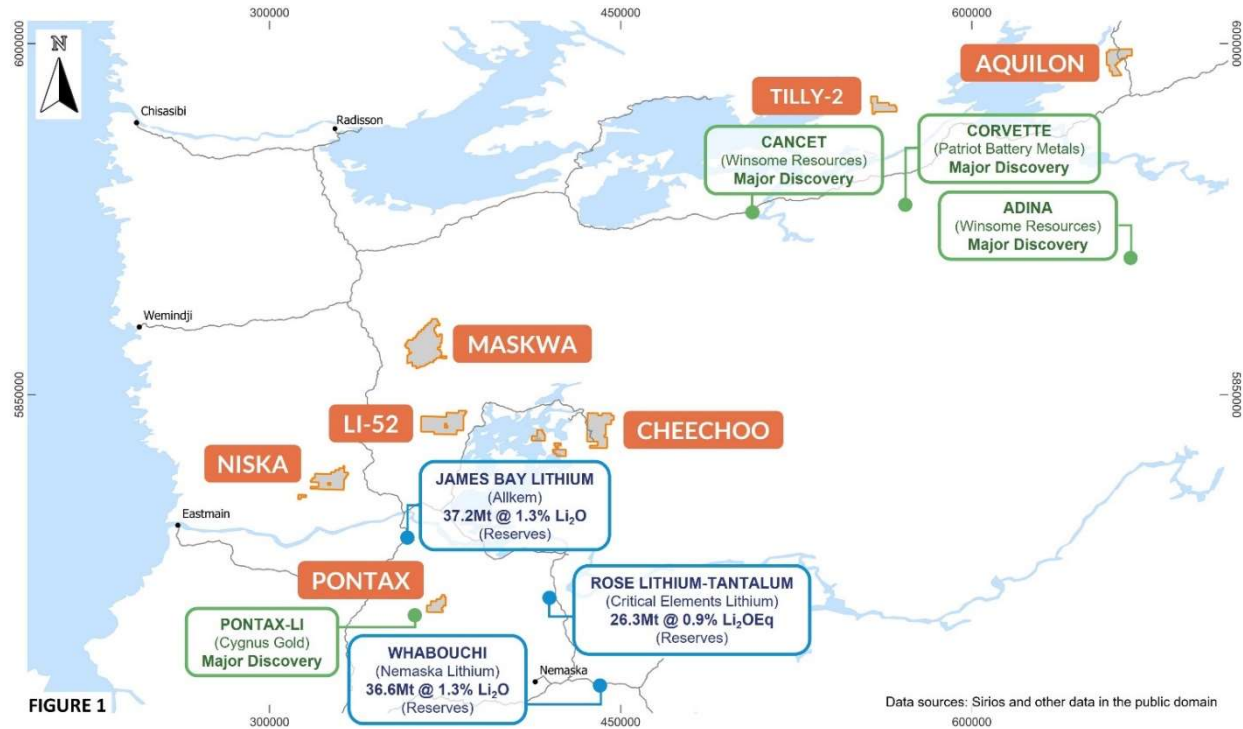 300000
450000
600000
6000000
6000000
N
AQUILON
TILLY-2
Chisasibi
Radisson
CANCET
(Winsome Resources)
Major Discovery
CORVETTE
(Patriot Battery Metals)
Major Discovery
ADINA
(Winsome Resources)
Major Discovery
Wemindji
MASKWA
5850000
5850000
LI-52
CHEECHOO
NISKA
JAMES BAY LITHIUM
(Allkem)
37.2Mt @ 1.3% Li₂O
(Reserves)
Eastmain
PONTAX
ROSE LITHIUM-TANTALUM
(Critical Elements Lithium)
26.3Mt @ 0.9% Li₂OEq
(Reserves)
PONTAX-LI
(Cygnus Gold)
Major Discovery
WHABOUCHI
(Nemaska Lithium)
36.6Mt @ 1.3% Li₂O
(Reserves)
Nemaska
FIGURE 1
Data sources: Sirios and other data in the public domain
300000
450000
600000